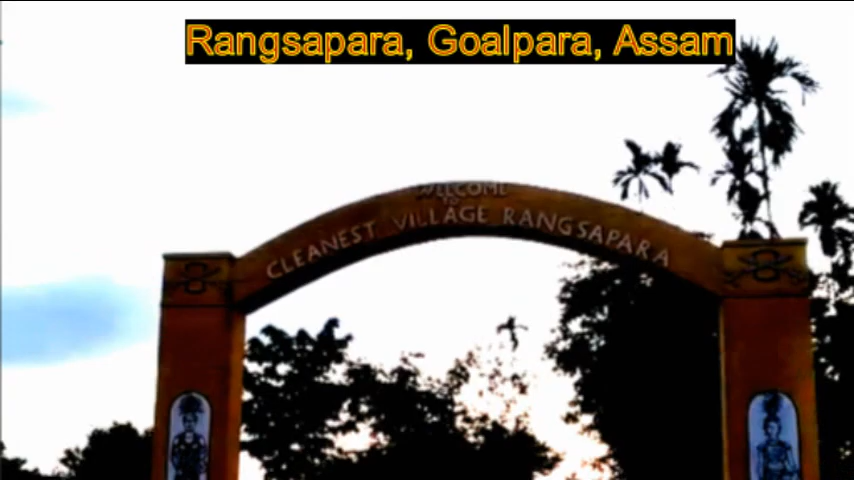 Rangsapara, Goalpara, Assam
WELCOME
TO
CLEANEST VILLAGE RANGSAPARA